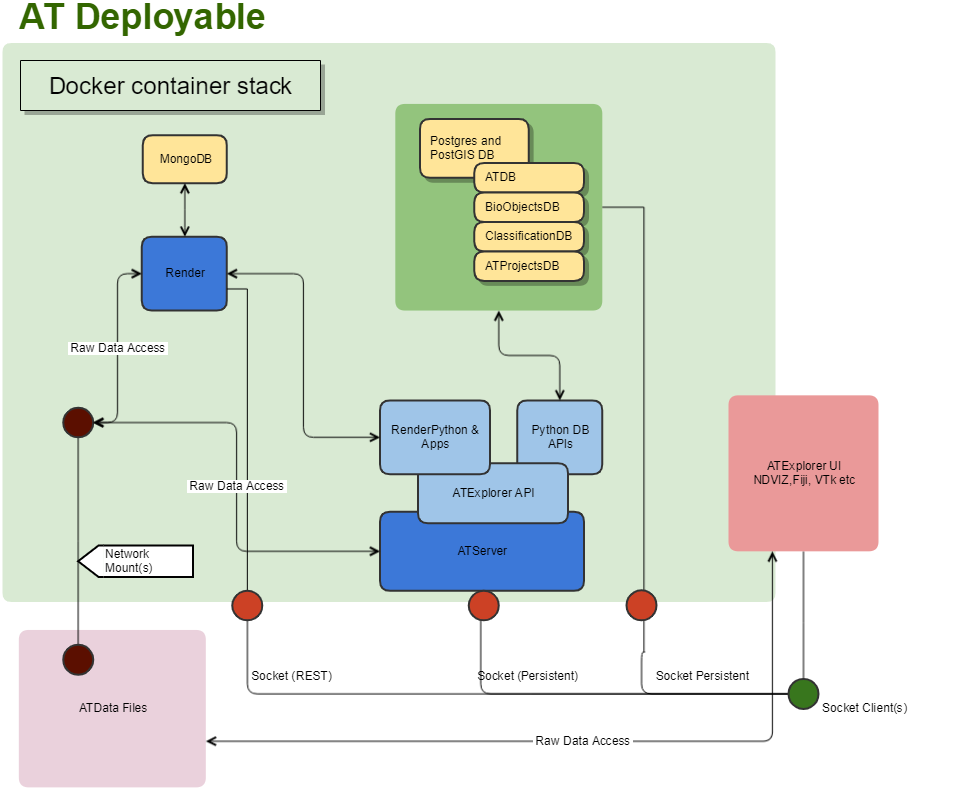 AT Deployable
Docker container stack
MongoDB
Postgres and
PostGIS DB
ATDB
BioObjectsDB
ClassificationDB
ATProjectsDB
Render
Raw Data Access
RenderPython &
Apps
Python DB
APIs
ATExplorer API
ATServer
Raw Data Access
ATExplorer UI
NDVIZ,Fiji, VTk etc
Network
Mount(s)
Socket (REST)
Socket (Persistent)
Socket Persistent
Socket Client(s)
ATData Files
Raw Data Access